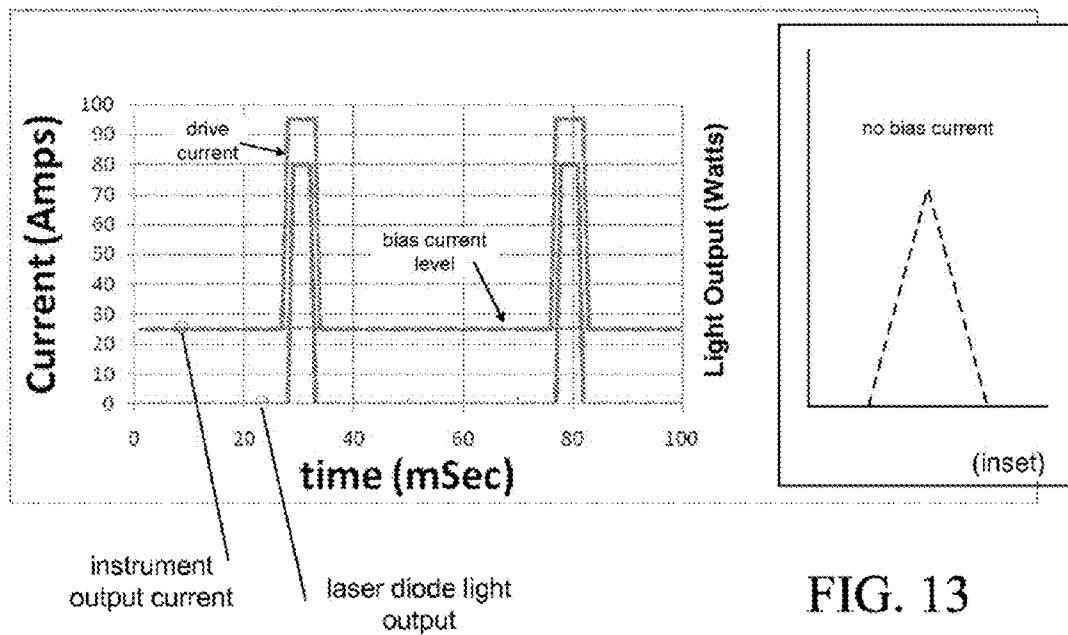 100
90
80
70
60
50
40
30
20
10
0
Current (Amps)
drive
current
bias current
level
0
20
40
60
80
100
time (mSec)
Light Output (Watts)
no bias current
(inset)
instrument
output current
laser diode light
output
FIG. 13